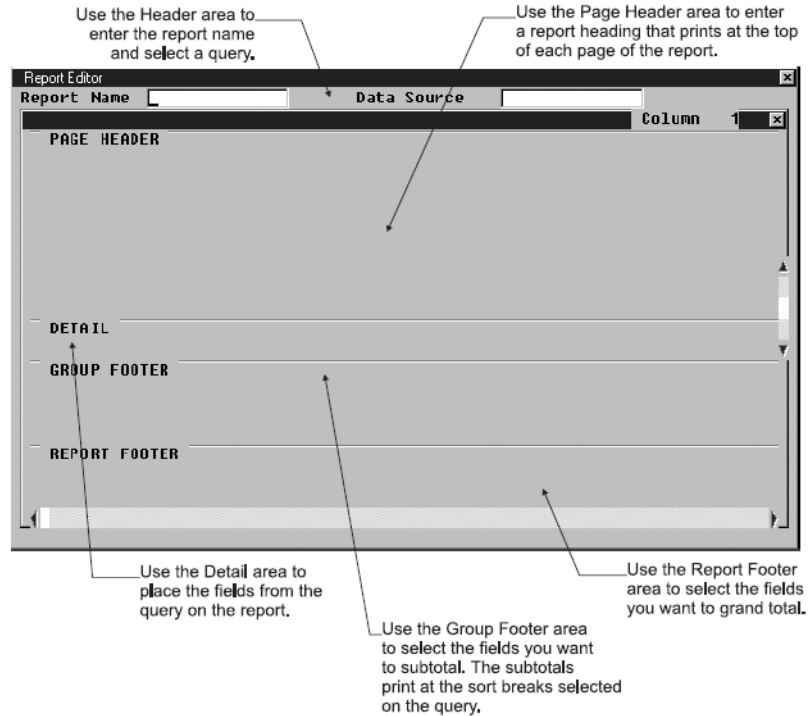 Use the Header area to
enter the report name
and select a query.
Use the Page Header area to enter
a report heading that prints at the top
of each page of the report.
Report Editor
Report Name
Data Source
Column 1
PAGE HEADER
DETAIL
GROUP FOOTER
REPORT FOOTER
Use the Detail area to
place the fields from the
query on the report.
Use the Report Footer
area to select the fields
you want to grand total.
Use the Group Footer area
to select the fields you want
to subtotal. The subtotals
print at the sort breaks selected
on the query.